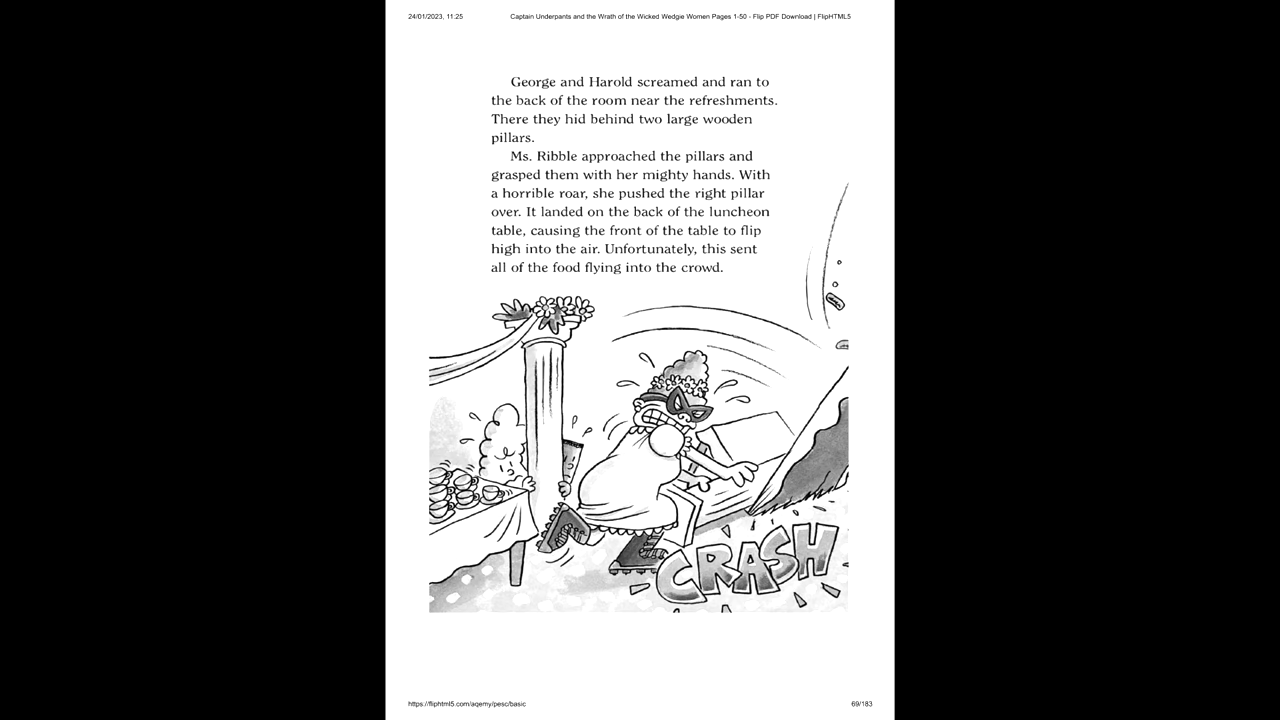 24/01/2023, 11:25
Captain Underpants and the Wrath of the Wicked Wedgie Women Pages 1-50 - Flip PDF Download | FlipHTML5
George and Harold screamed and ran to
the back of the room near the refreshments.
There they hid behind two large wooden
pillars.
Ms. Ribble approached the pillars and
grasped them with her mighty hands. With
a horrible roar, she pushed the right pillar
over. It landed on the back of the luncheon
table, causing the front of the table to flip
high into the air. Unfortunately, this sent
all of the food flying into the crowd.
CRASH
https://fliphtml5.com/aqemy/pesc/basic
69/183